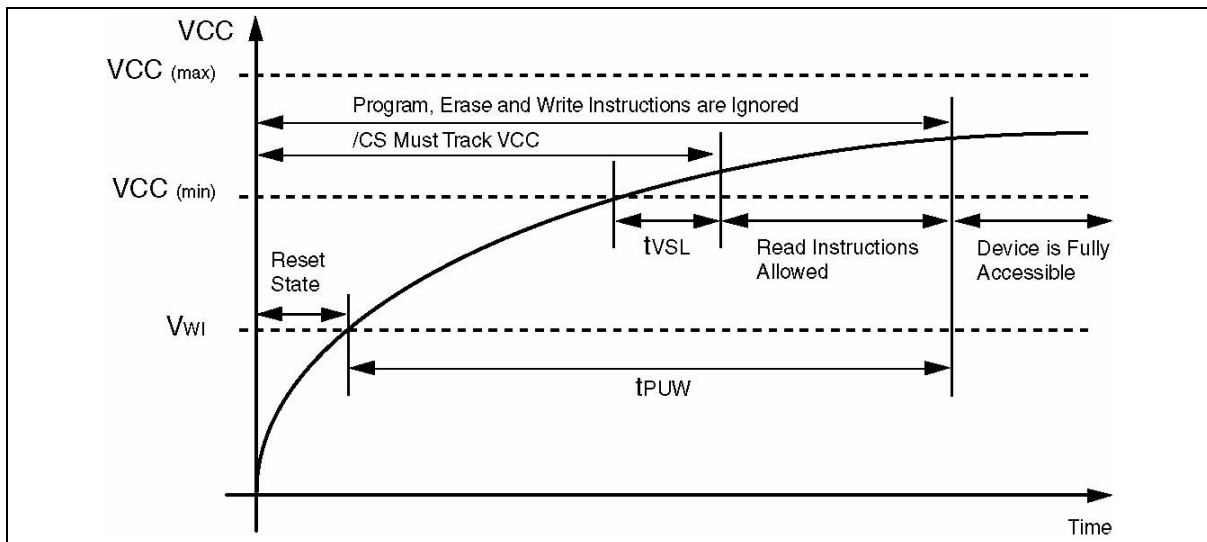 VCC
VCC (max)
Program, Erase and Write Instructions are Ignored
/CS Must Track VCC
VCC (min)
tVSL
Read Instructions
Allowed
Device is Fully
Accessible
Reset
State
VWI
tPUW
Time